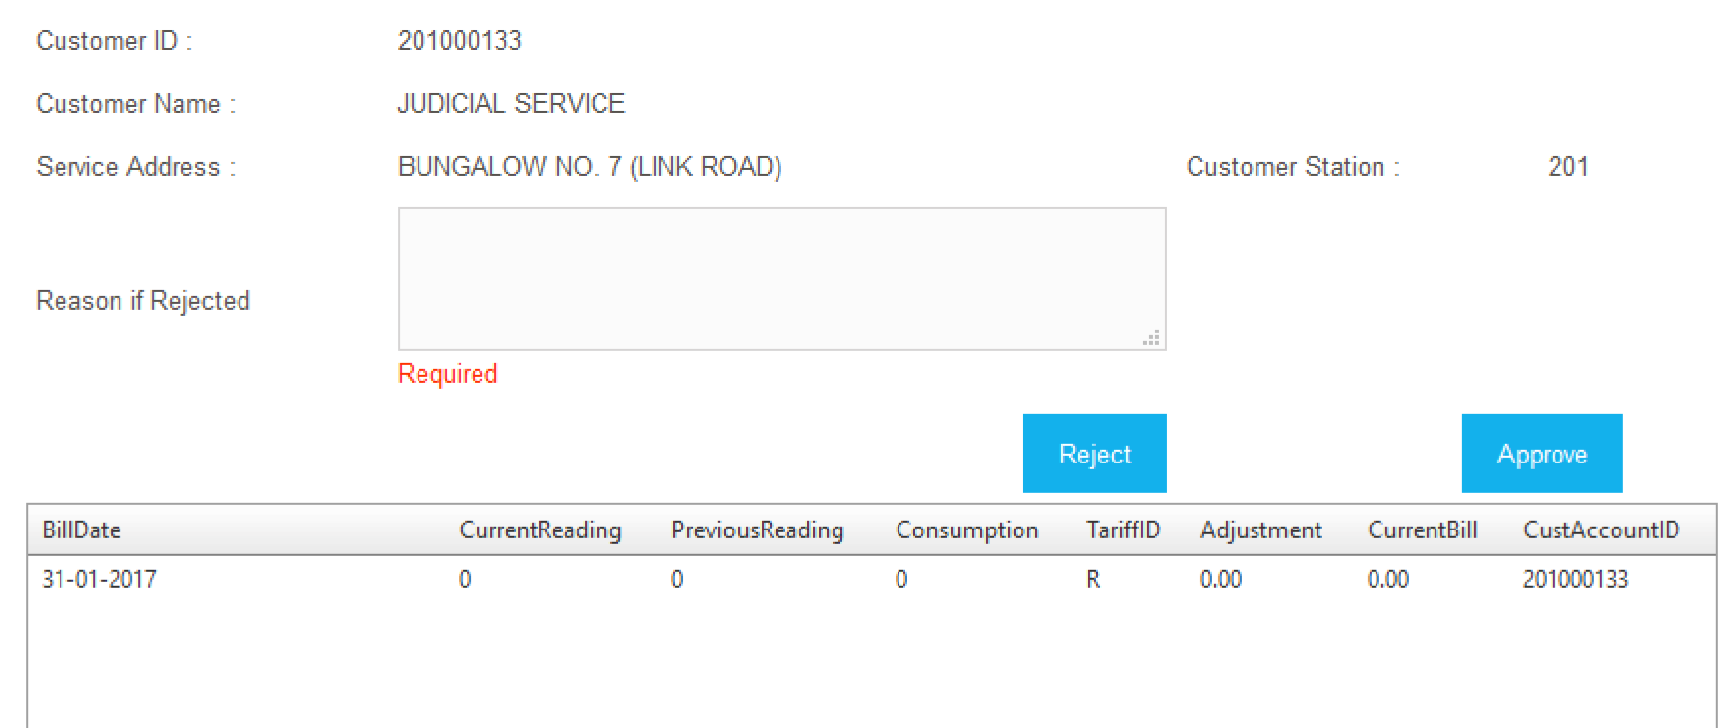 Customer ID : 201000133
Customer Name : JUDICIAL SERVICE
Service Address : BUNGALOW NO. 7 (LINK ROAD) Customer Station : 201
Reason if Rejected
Required
Reject Approve
BillDate CurrentReading PreviousReading Consumption TariffID Adjustment CurrentBill CustAccountID
31-01-2017 0 0 0 R 0.00 0.00 201000133